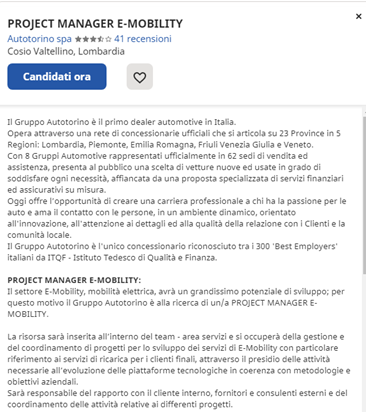 PROJECT MANAGER E-MOBILITY
Autotorino spa 41 recensioni
Cosio Valtellino, Lombardia
Candidati ora
Il Gruppo Autotorino è il primo dealer automotive in Italia.
Opera attraverso una rete di concessionarie ufficiali che si articola su 23 Province in 5
Regioni: Lombardia, Piemonte, Emilia Romagna, Friuli Venezia Giulia e Veneto.
Con 8 Gruppi Automotive rappresentati ufficialmente in 62 sedi di vendita ed
assistenza, presenta al pubblico una scelta di vetture nuove ed usate in grado di
soddisfare ogni necessità, affiancata da una proposta specializzata di servizi finanziari
ed assicurativi su misura.
Oggi offre l'opportunità di creare una carriera professionale a chi ha la passione per le
auto e ama il contatto con le persone, in un ambiente dinamico, orientato
all'innovazione, all'attenzione ai dettagli ed alla qualità della relazione con i Clienti e la
comunità locale.
Il Gruppo Autotorino è l'unico concessionario riconosciuto tra i 300 'Best Employers'
italiani da ITQF - Istituto Tedesco di Qualità e Finanza.
PROJECT MANAGER E-MOBILITY:
Il settore E-Mobility, mobilità elettrica, avrà un grandissimo potenziale di sviluppo; per
questo motivo il Gruppo Autotorino è alla ricerca di un/a PROJECT MANAGER E-
MOBILITY.
La risorsa sarà inserita all'interno del team - area servizi e si occuperà della gestione e
del coordinamento di progetti per lo sviluppo dei servizi di E-Mobility con particolare
riferimento ai servizi di ricarica per i clienti finali, attraverso il presidio delle attività
necessarie all'evoluzione delle piattaforme tecnologiche in coerenza con metodologie e
obiettivi aziendali.
Sarà responsabile del rapporto con il cliente interno, fornitori e consulenti esterni e del
coordinamento delle attività relative ai differenti progetti.